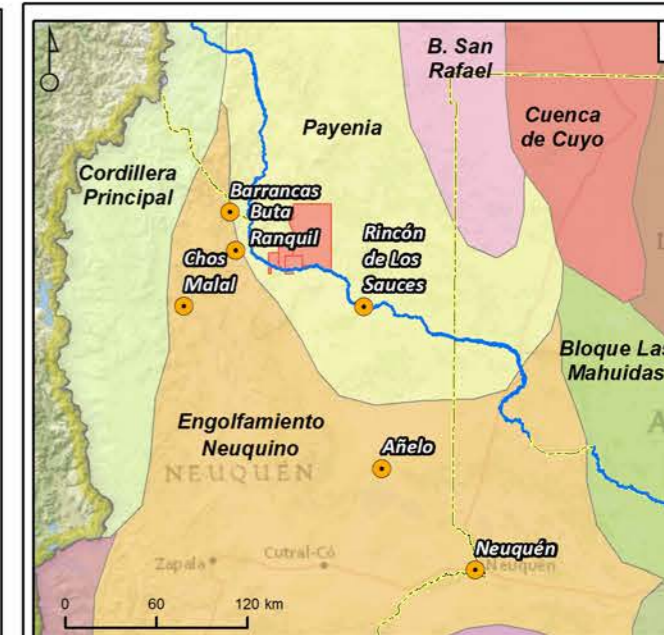 B. San
Rafael
Payenia
Cuenca
de Cuyo
Cordillera
Principal
Barrancas
Buta
Ranquil
Rincón
de Los
Sauces
Chos
Malal
Bloque Las
Mahuidas
Engolfamiento
Neuquino
NEUQUÉN
Añelo
Neuquén
Neuquén
Zapala
Cutral-Có
0 60 120 km